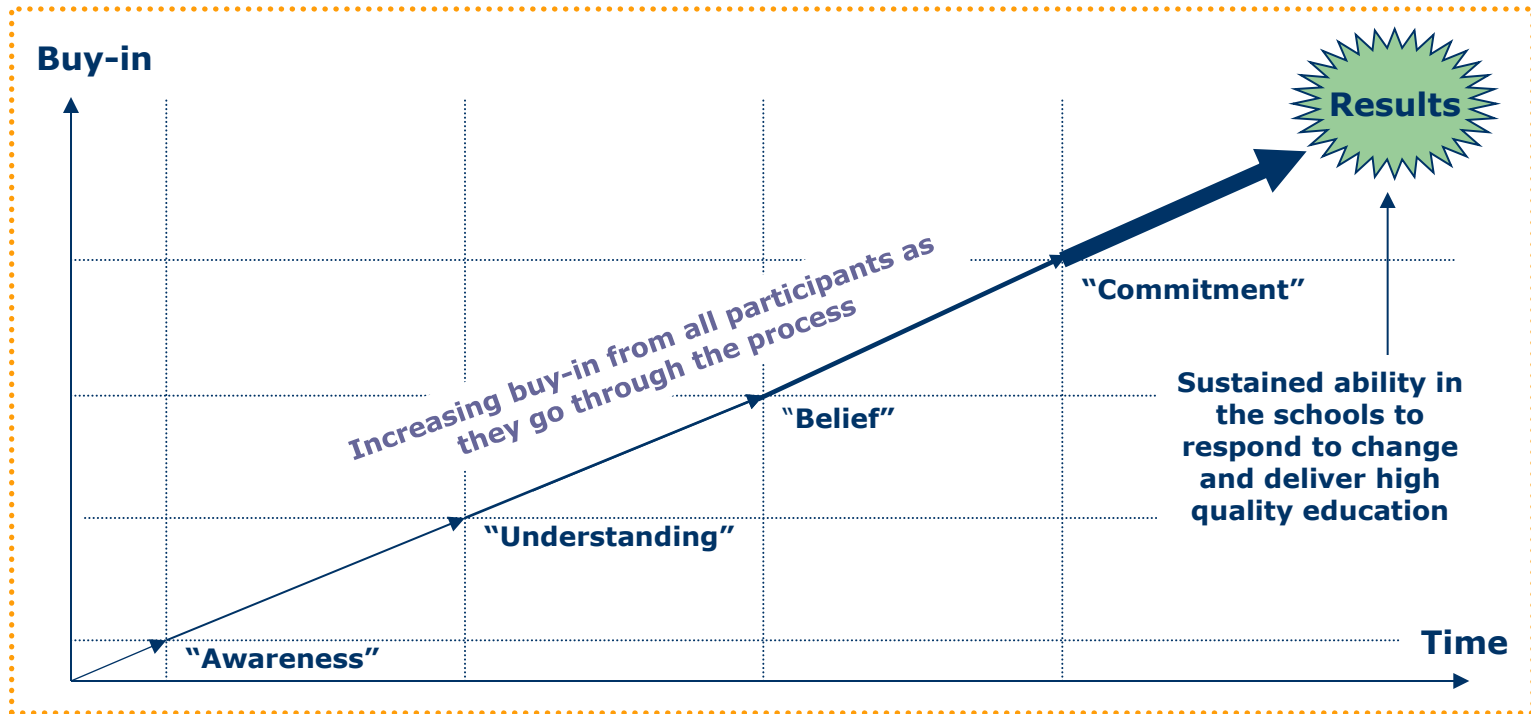 Buy-in
Results
Increasing buy-in from all participants as
they go through the process
“Commitment”
Sustained ability in
the schools to
respond to change
and deliver high
quality education
“Belief”
“Understanding”
“Awareness”
Time